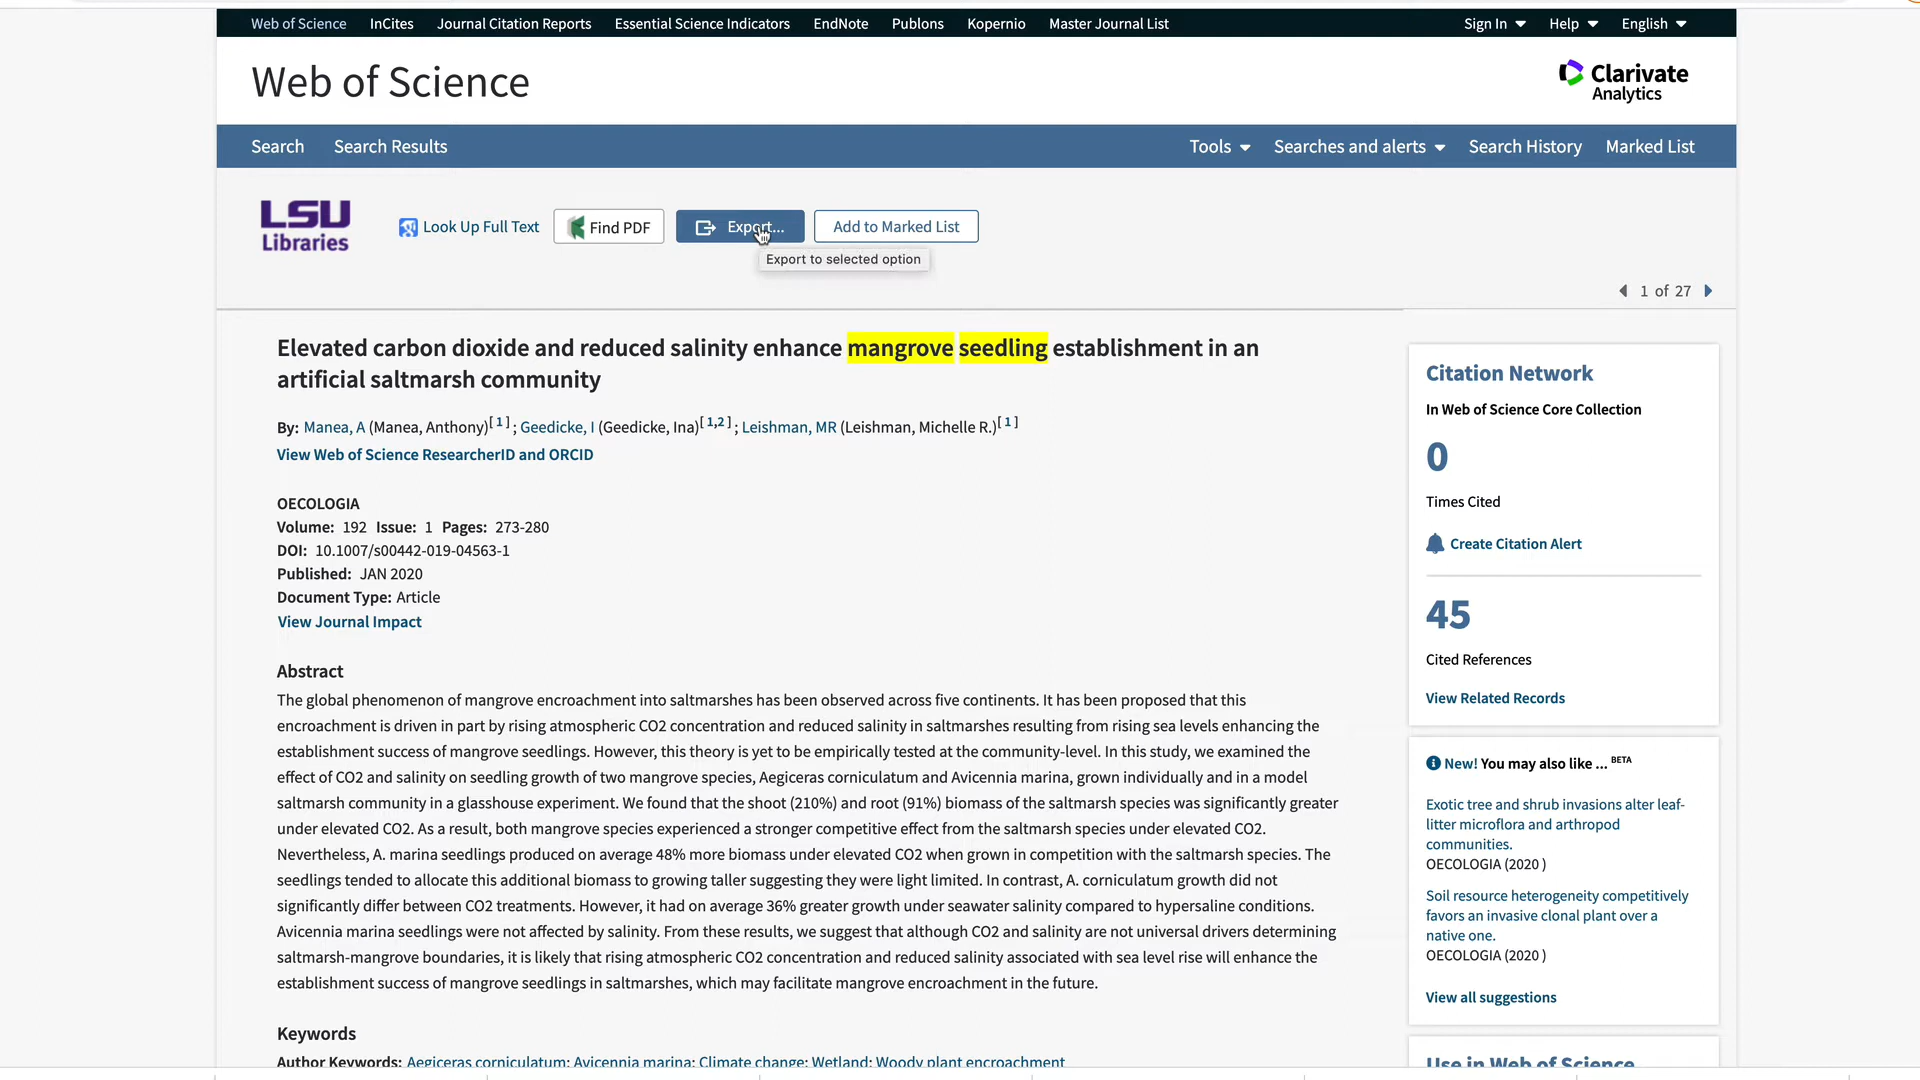 Web of Science InCites Journal Citation Reports Essential Science Indicators EndNote Publons Kopernio Master Journal List Sign In Help English
Web of Science
Clarivate
Analytics
Search Search Results Tools Searches and alerts Search History Marked List
LSU
Libraries
Look Up Full Text Find PDF Export... Add to Marked List
Export to selected option
1 of 27
Elevated carbon dioxide and reduced salinity enhance mangrove seedling establishment in an
artificial saltmarsh community
By: Manea, A (Manea, Anthony)[ 1 ] ; Geedicke, I (Geedicke, Ina)[ 1,2 ] ; Leishman, MR (Leishman, Michelle R.)[ 1 ]
View Web of Science ResearcherID and ORCID
OECOLOGIA
Volume: 192 Issue: 1 Pages: 273-280
DOI: 10.1007/s00442-019-04563-1
Published: JAN 2020
Document Type: Article
View Journal Impact
Abstract
The global phenomenon of mangrove encroachment into saltmarshes has been observed across five continents. It has been proposed that this
encroachment is driven in part by rising atmospheric CO2 concentration and reduced salinity in saltmarshes resulting from rising sea levels enhancing the
establishment success of mangrove seedlings. However, this theory is yet to be empirically tested at the community-level. In this study, we examined the
effect of CO2 and salinity on seedling growth of two mangrove species, Aegiceras corniculatum and Avicennia marina, grown individually and in a model
saltmarsh community in a glasshouse experiment. We found that the shoot (210%) and root (91%) biomass of the saltmarsh species was significantly greater
under elevated CO2. As a result, both mangrove species experienced a stronger competitive effect from the saltmarsh species under elevated CO2.
Nevertheless, A. marina seedlings produced on average 48% more biomass under elevated CO2 when grown in competition with the saltmarsh species. The
seedlings tended to allocate this additional biomass to growing taller suggesting they were light limited. In contrast, A. corniculatum growth did not
significantly differ between CO2 treatments. However, it had on average 36% greater growth under seawater salinity compared to hypersaline conditions.
Avicennia marina seedlings were not affected by salinity. From these results, we suggest that although CO2 and salinity are not universal drivers determining
saltmarsh-mangrove boundaries, it is likely that rising atmospheric CO2 concentration and reduced salinity associated with sea level rise will enhance the
establishment success of mangrove seedlings in saltmarshes, which may facilitate mangrove encroachment in the future.
Keywords
Author Keywords: Aegiceras corniculatum; Avicennia marina; Climate change; Wetland; Woody plant encroachment
Citation Network
In Web of Science Core Collection
0
Times Cited
Create Citation Alert
45
Cited References
View Related Records
New! You may also like ... BETA
Exotic tree and shrub invasions alter leaf-
litter microflora and arthropod
communities.
OECOLOGIA (2020 )
Soil resource heterogeneity competitively
favors an invasive clonal plant over a
native one.
OECOLOGIA (2020 )
View all suggestions
Use in Web of Science